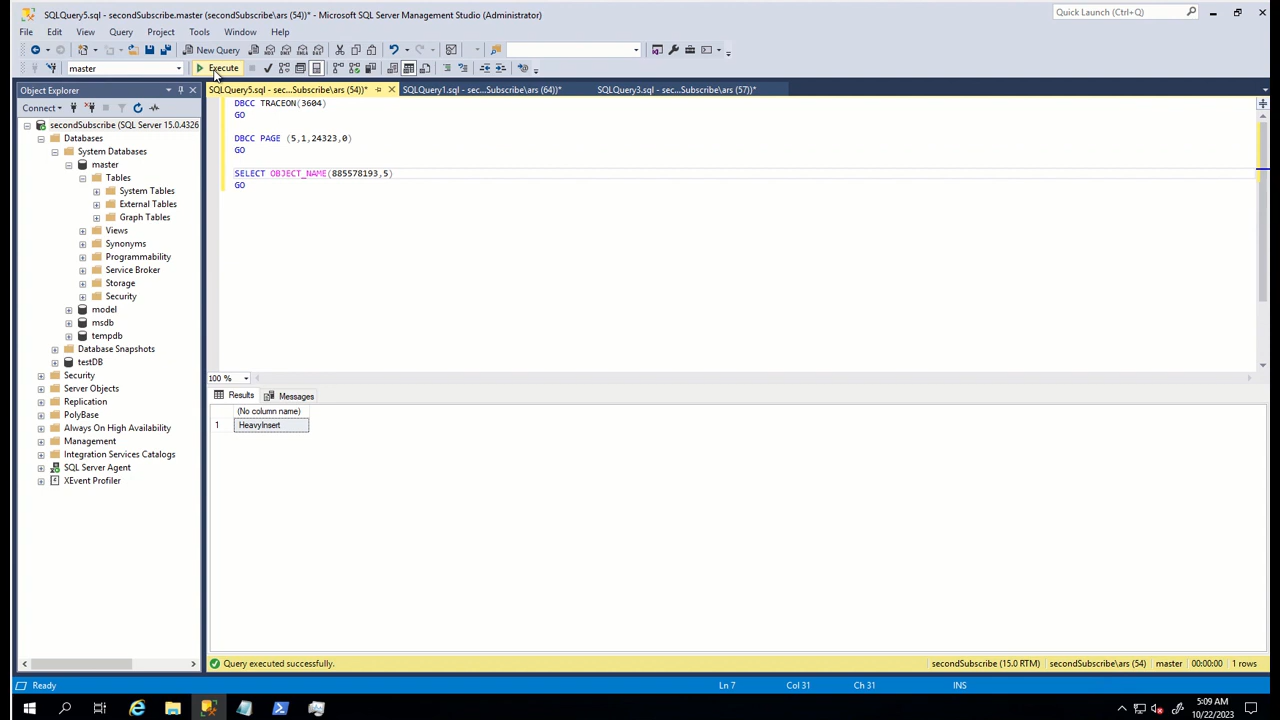 SQLQuery5.sql - secondSubscribe.master (secondSubscribe\ars (54))* - Microsoft SQL Server Management Studio (Administrator)
Quick Launch (Ctrl+Q)
File Edit View Query Project Tools Window Help
New Query
master
Execute
Object Explorer
SQLQuery5.sql - sec...Subscribe\ars (54))*
SQLQuery1.sql - sec...Subscribe\ars (64))*
SQLQuery3.sql - sec...Subscribe\ars (57))*
Connect
secondSubscribe (SQL Server 15.0.4326
Databases
System Databases
master
Tables
System Tables
External Tables
Graph Tables
Views
Synonyms
Programmability
Service Broker
Storage
Security
model
msdb
tempdb
Database Snapshots
testDB
Security
Server Objects
Replication
PolyBase
Always On High Availability
Management
Integration Services Catalogs
SQL Server Agent
XEvent Profiler
DBCC TRACEON(3604)
GO
DBCC PAGE (5,1,24323,0)
GO
SELECT OBJECT_NAME(885578193,5)
GO
100 %
Results
Messages
(No column name)
1 HeavyInsert
Query executed successfully.
secondSubscribe (15.0 RTM)
secondSubscribe\ars (54)
master
00:00:00
1 rows
Ready
Ln 7
Col 31
Ch 31
INS
5:09 AM
10/22/2023